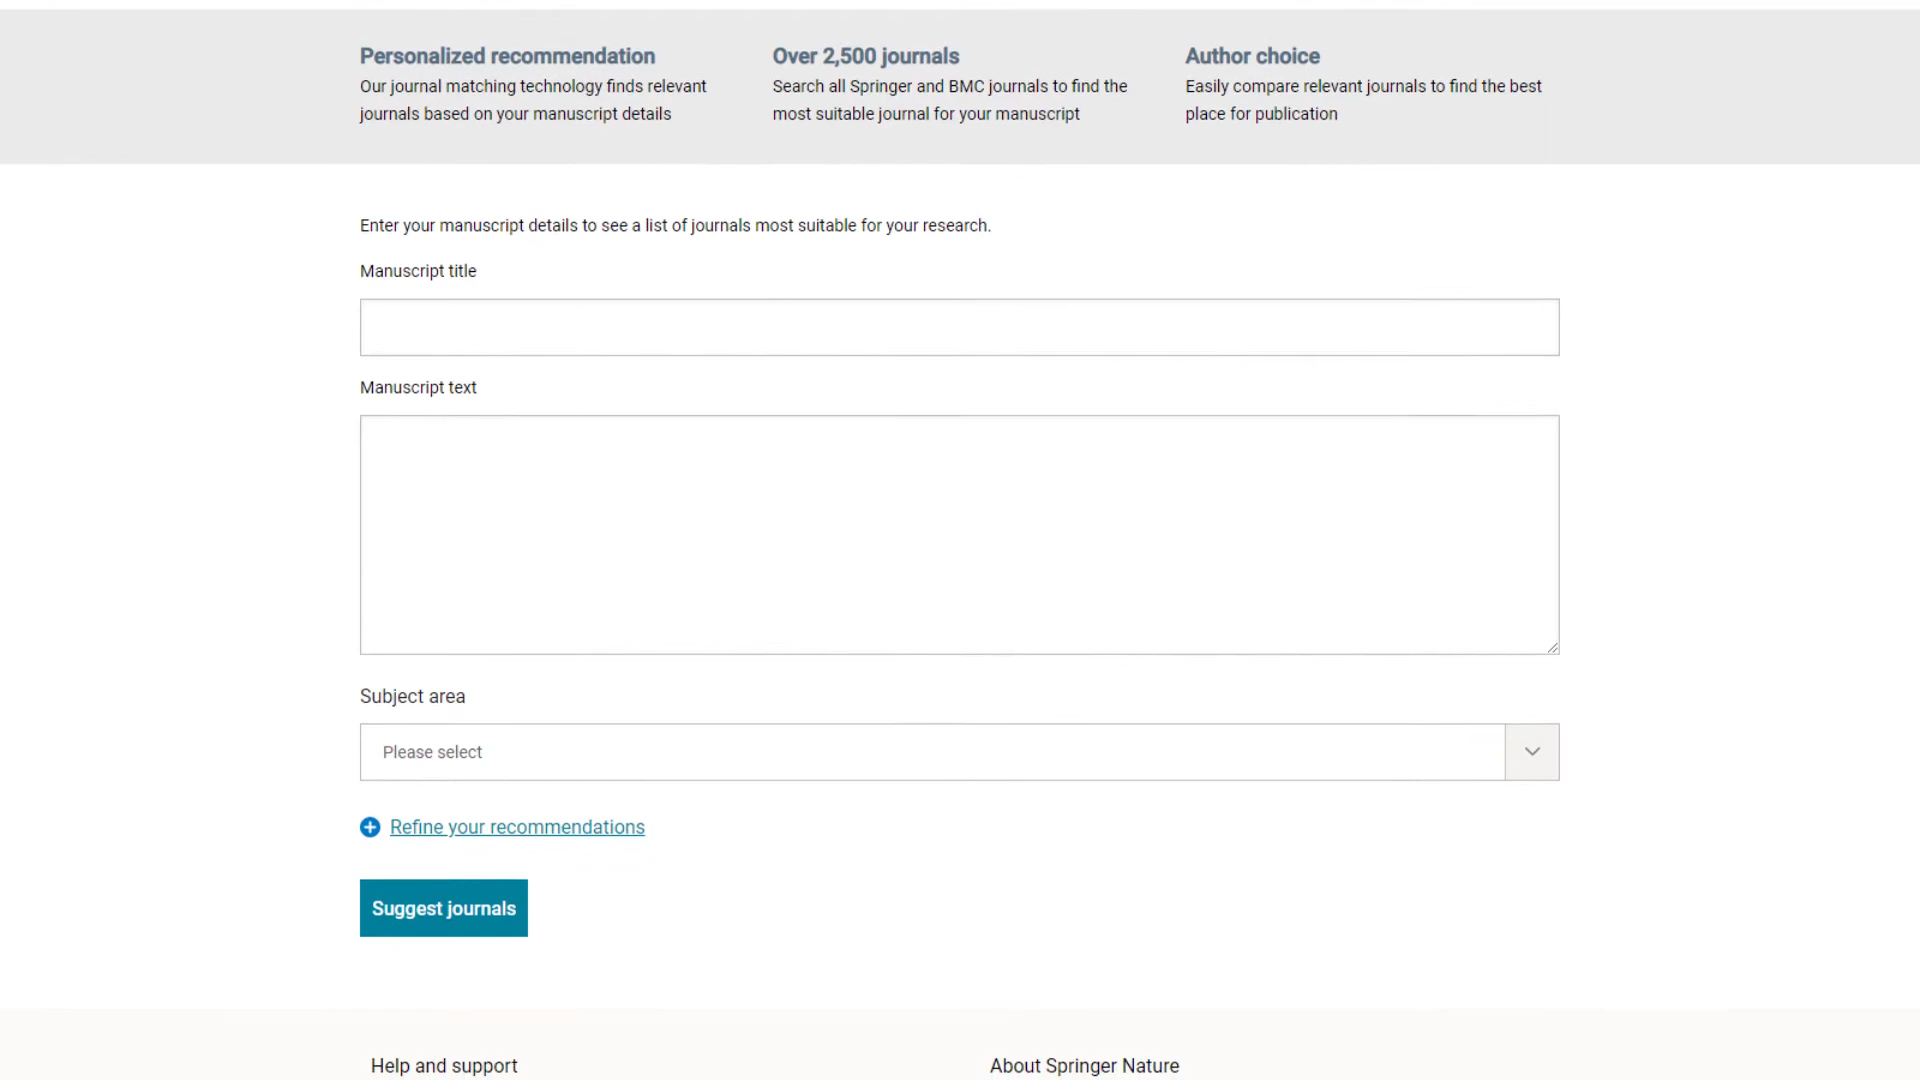 Personalized recommendation
Our journal matching technology finds relevant
journals based on your manuscript details
Over 2,500 journals
Search all Springer and BMC journals to find the
most suitable journal for your manuscript
Author choice
Easily compare relevant journals to find the best
place for publication
Enter your manuscript details to see a list of journals most suitable for your research.
Manuscript title
Manuscript text
Subject area
Please select
Refine your recommendations
Suggest journals
Help and support
About Springer Nature